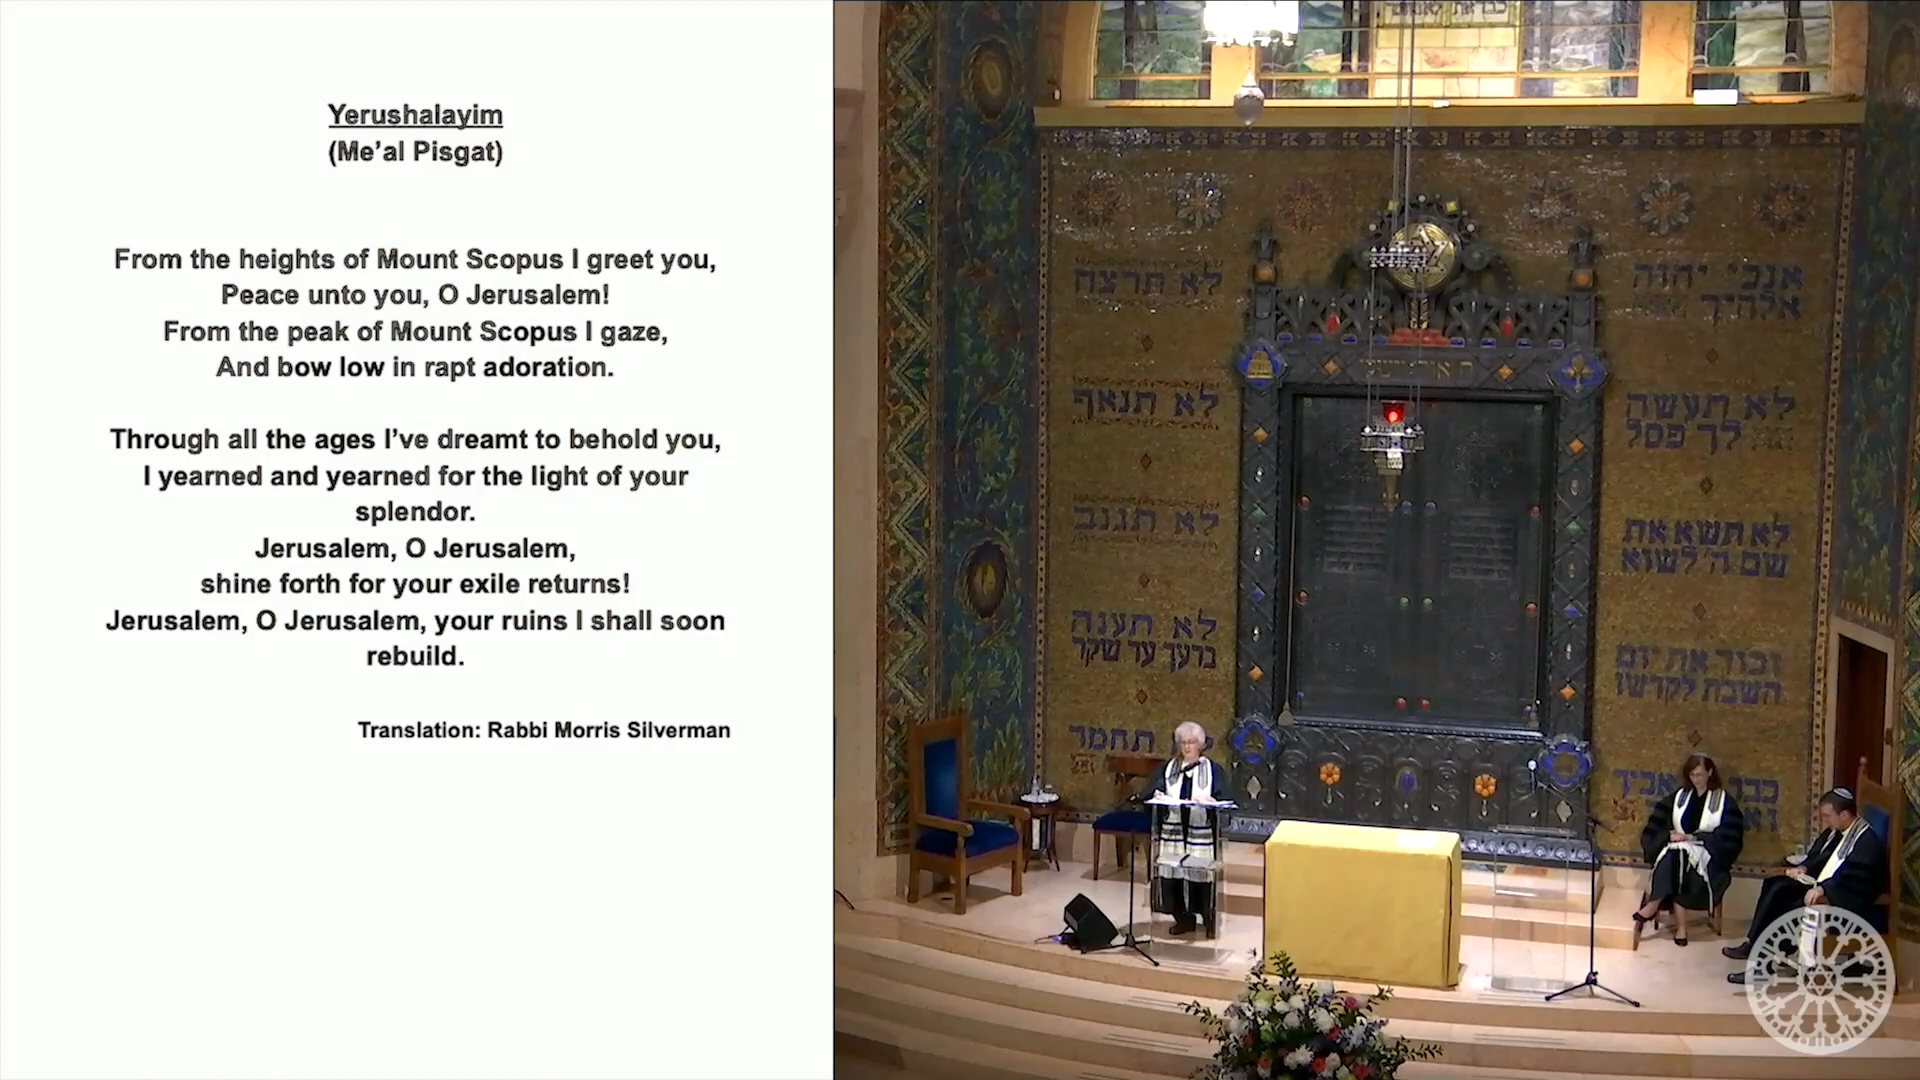 Yerushalayim
(Me’al Pisgat)
From the heights of Mount Scopus I greet you,
Peace unto you, O Jerusalem!
From the peak of Mount Scopus I gaze,
And bow low in rapt adoration.
Through all the ages I’ve dreamt to behold you,
I yearned and yearned for the light of your
splendor.
Jerusalem, O Jerusalem,
shine forth for your exile returns!
Jerusalem, O Jerusalem, your ruins I shall soon
rebuild.
Translation: Rabbi Morris Silverman
אנכי יהוה
אלהיך
לא תעשה
לך פסל
לא תשא את
שם ה' לשוא
זכור את יום
השבת לקדשו
לא תרצח
לא תנאף
לא תגנב
לא תענה
ברעך עד שקר
תחמד